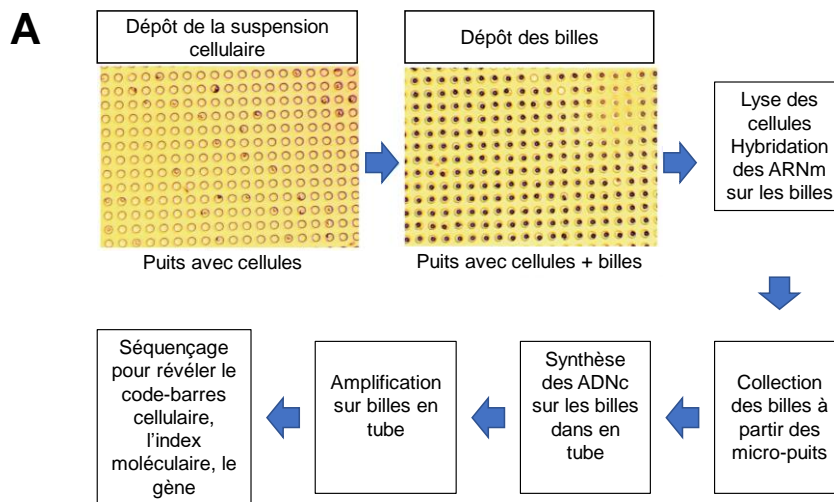 A
Dépôt de la suspension
cellulaire
Dépôt des billes
Puits avec cellules
Puits avec cellules + billes
Lyse des
cellules
Hybridation
des ARNm
sur les billes
Collection
des billes à
partir des
micro-puits
Synthèse
des ADNc
sur les billes
dans en
tube
Amplification
sur billes en
tube
Séquençage
pour révéler le
code-barres
cellulaire,
l'index
moléculaire, le
gène